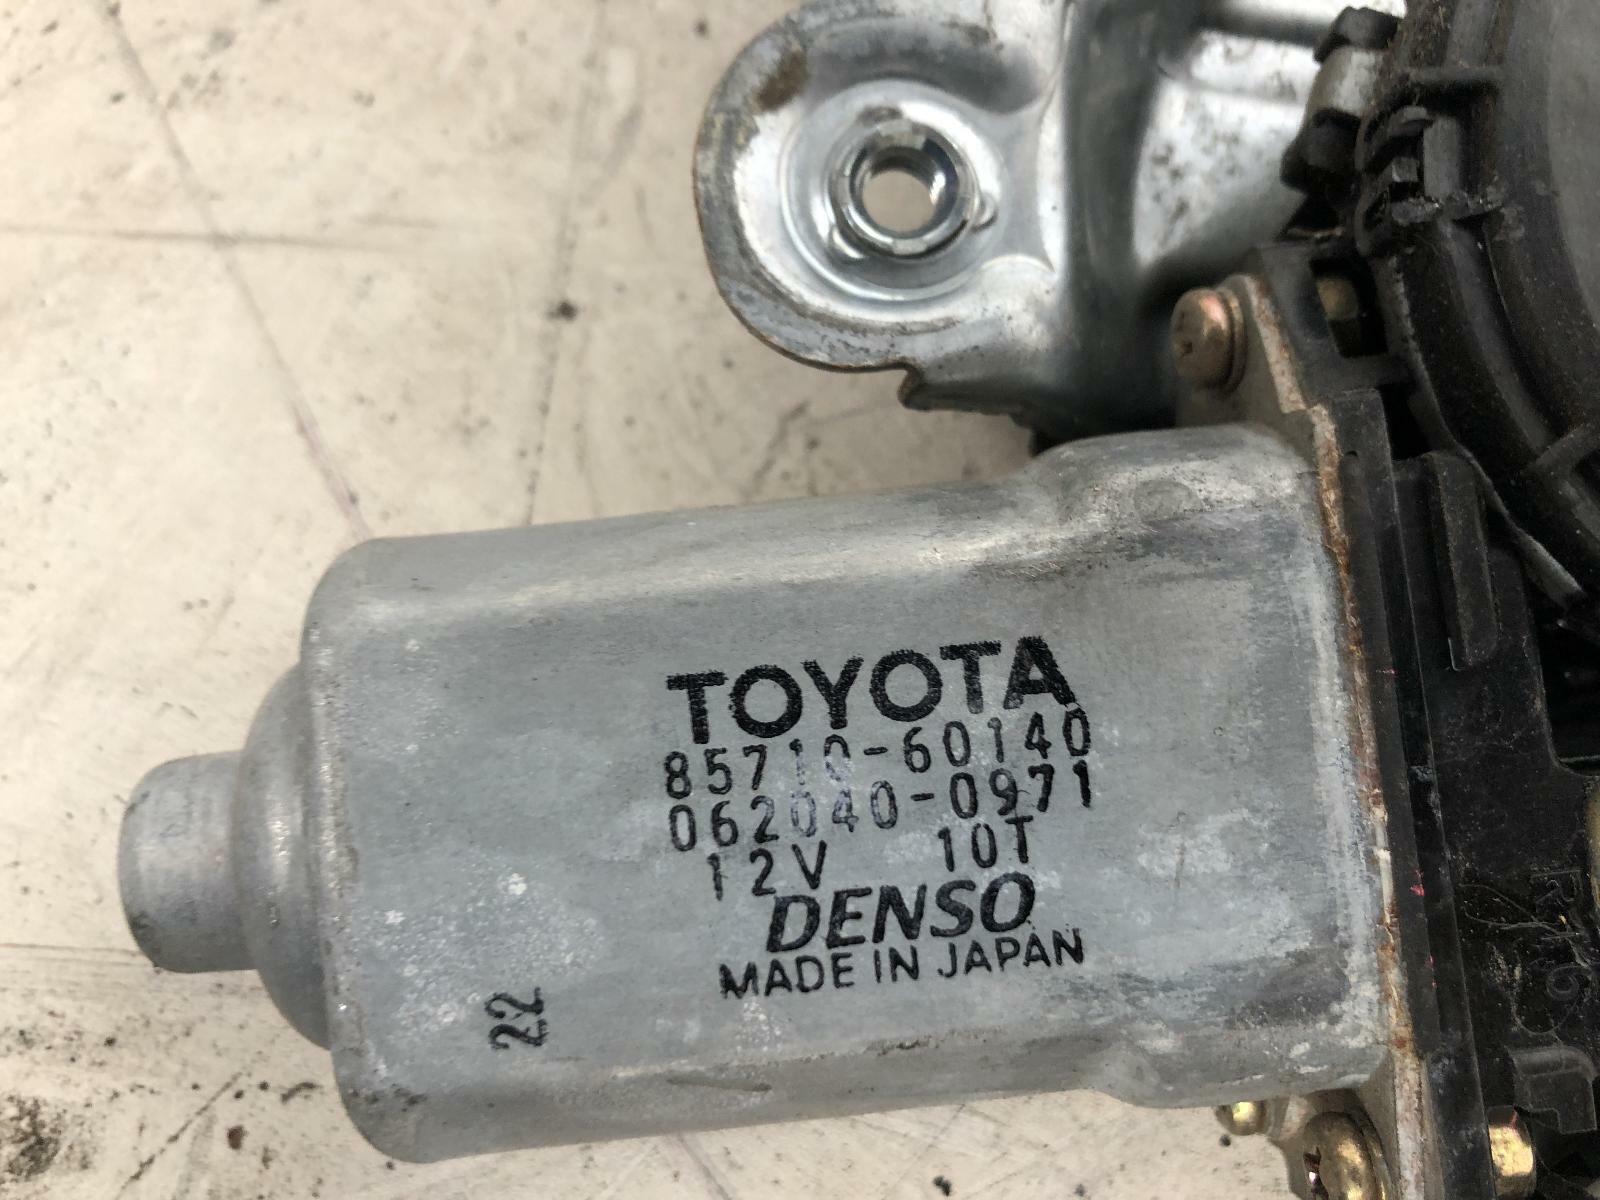 TOYOTA
85710-60140
062040-0971
12V 10T
DENSO
MADE IN JAPAN
22